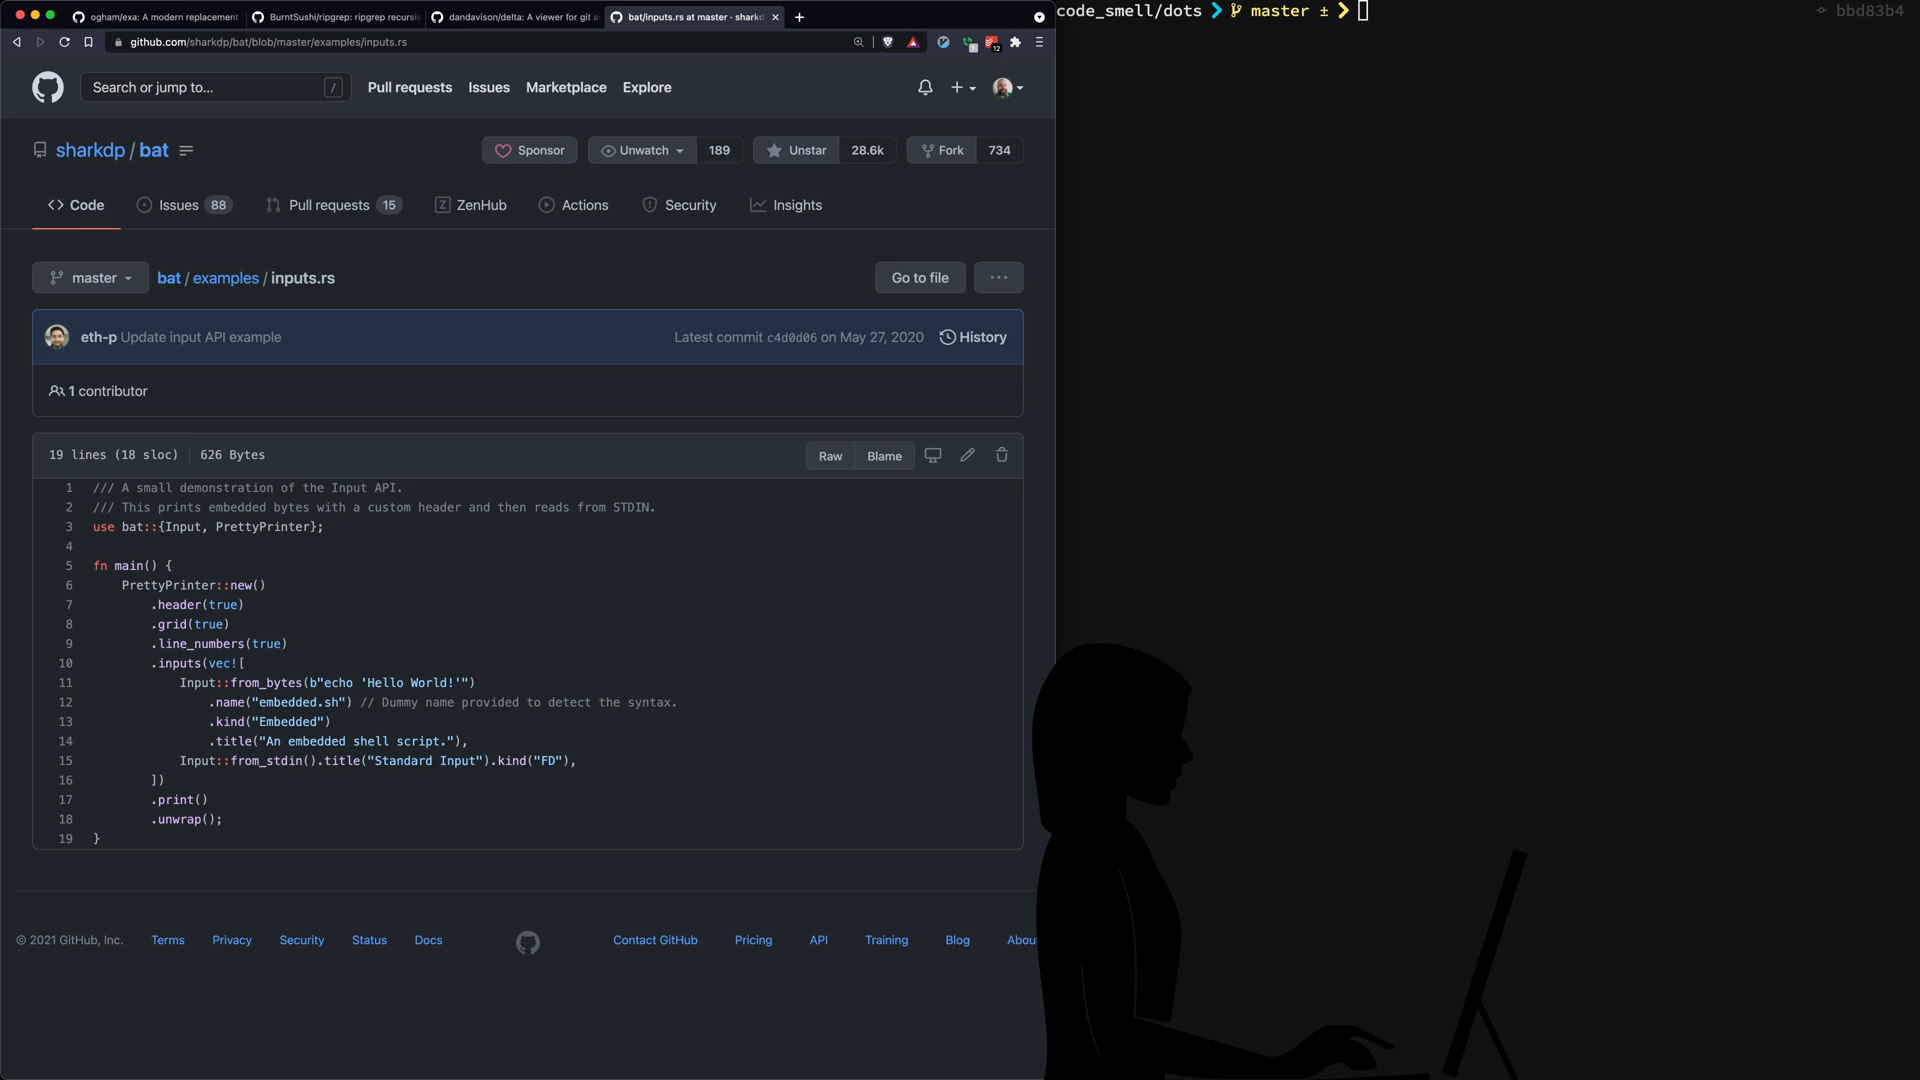 ogham/exa: A modern replacement
BurntSushi/ripgrep: ripgrep recursiv
dandavison/delta: A viewer for git a
bat/inputs.rs at master · sharkd
code_smell/dots master ± bbd83b4
github.com/sharkdp/bat/blob/master/examples/inputs.rs
12
Search or jump to... /
Pull requests Issues Marketplace Explore
sharkdp / bat
Sponsor Unwatch 189 Unstar 28.6k Fork 734
Code Issues 88 Pull requests 15 ZenHub Actions Security Insights
master bat / examples / inputs.rs Go to file ...
eth-p Update input API example Latest commit c4d0d06 on May 27, 2020 History
1 contributor
19 lines (18 sloc) 626 Bytes Raw Blame
1 /// A small demonstration of the Input API.
2 /// This prints embedded bytes with a custom header and then reads from STDIN.
3 use bat::{Input, PrettyPrinter};
4
5 fn main() {
6 PrettyPrinter::new()
7 .header(true)
8 .grid(true)
9 .line_numbers(true)
10 .inputs(vec![
11 Input::from_bytes(b"echo 'Hello World!'")
12 .name("embedded.sh") // Dummy name provided to detect the syntax.
13 .kind("Embedded")
14 .title("An embedded shell script."),
15 Input::from_stdin().title("Standard Input").kind("FD"),
16 ])
17 .print()
18 .unwrap();
19 }
© 2021 GitHub, Inc. Terms Privacy Security Status Docs Contact GitHub Pricing API Training Blog Abou